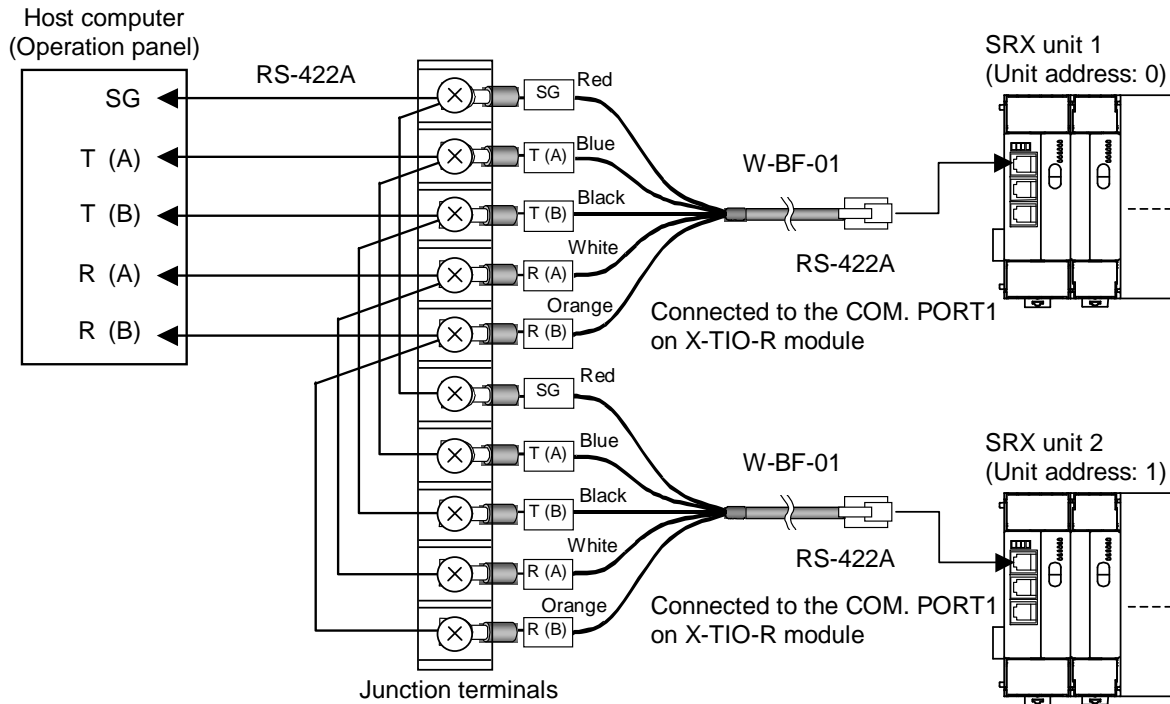 Host computer
(Operation panel)
SG
T (A)
T (B)
R (A)
R (B)
RS-422A
SG
Red
T (A)
Blue
T (B)
Black
R (A)
White
R (B)
Orange
W-BF-01
RS-422A
Connected to the COM. PORT1
on X-TIO-R module
SRX unit 1
(Unit address: 0)
SG
Red
T (A)
Blue
T (B)
Black
R (A)
White
R (B)
Orange
W-BF-01
RS-422A
Connected to the COM. PORT1
on X-TIO-R module
SRX unit 2
(Unit address: 1)
Junction terminals